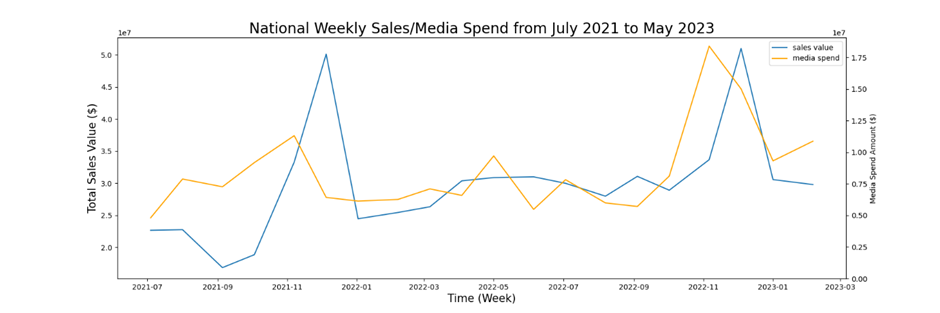 National Weekly Sales/Media Spend from July 2021 to May 2023
1e7
1e7
sales value
media spend
Total Sales Value ($)
5.0
4.5
4.0
3.5
3.0
2.5
2.0
1.75
1.50
1.25
1.00
0.75
0.50
0.25
0.00
Media Spend Amount ($)
2021-07 2021-09 2021-11 2022-01 2022-03 2022-05 2022-07 2022-09 2022-11 2023-01 2023-03
Time (Week)